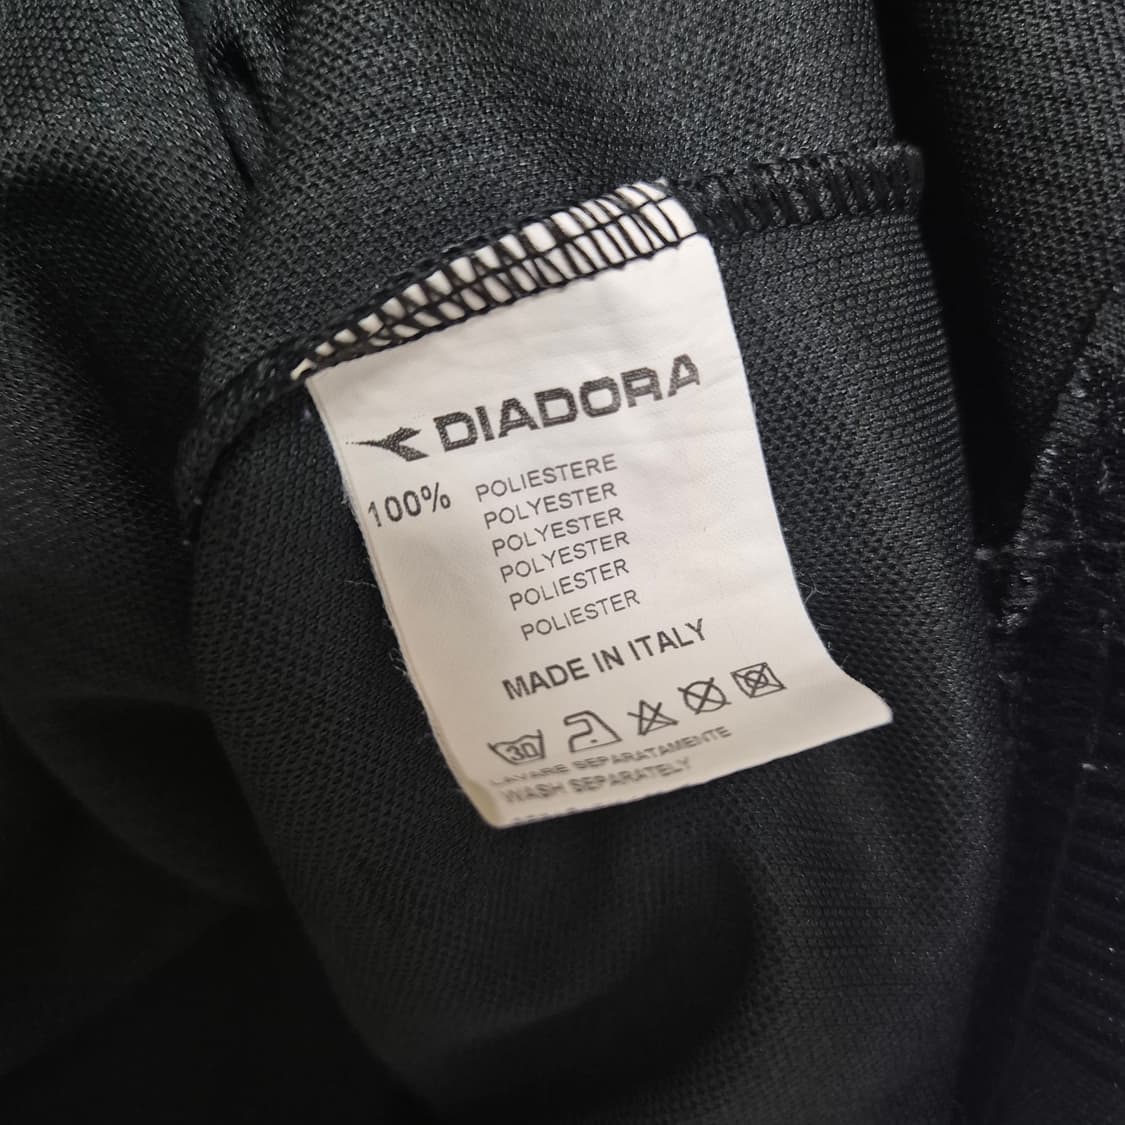 DIADORA
100% POLIESTERE
POLYESTER
POLYESTER
POLYESTER
POLIESTER
POLIESTER
MADE IN ITALY
30
LAVARE SEPARATAMENTE
WASH SEPARATELY